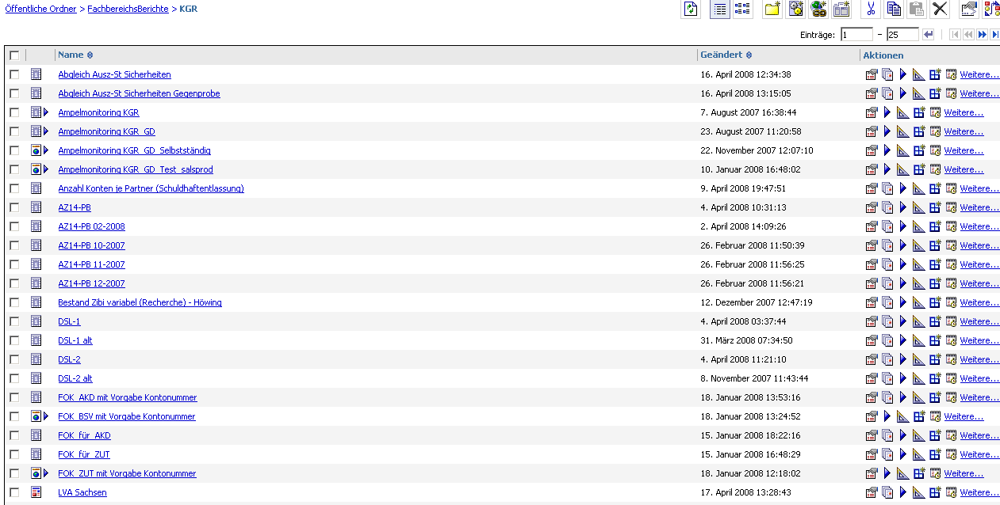 Öffentliche Ordner > FachbereichsBerichte > KGR
Einträge: 1 - 25
Name Geändert Aktionen
Abgleich Ausz-St Sicherheiten 16. April 2008 12:34:38 Weitere...
Abgleich Ausz-St Sicherheiten Gegenprobe 16. April 2008 13:15:05 Weitere...
Ampelmonitoring KGR 7. August 2007 16:38:44 Weitere...
Ampelmonitoring KGR_GD 23. August 2007 11:20:58 Weitere...
Ampelmonitoring KGR_GD_Selbstständig 22. November 2007 12:07:10 Weitere...
Ampelmonitoring KGR_GD_Test_salsprod 10. Januar 2008 16:48:02 Weitere...
Anzahl Konten je Partner (Schuldhaftentlassung) 9. April 2008 19:47:51 Weitere...
AZ14-PB 4. April 2008 10:31:13 Weitere...
AZ14-PB 02-2008 2. April 2008 14:09:26 Weitere...
AZ14-PB 10-2007 26. Februar 2008 11:50:39 Weitere...
AZ14-PB 11-2007 26. Februar 2008 11:56:25 Weitere...
AZ14-PB 12-2007 26. Februar 2008 11:56:21 Weitere...
Bestand Zibi variabel (Recherche) - Höwing 12. Dezember 2007 12:47:19 Weitere...
DSL-1 4. April 2008 03:37:44 Weitere...
DSL-1 alt 31. März 2008 07:34:50 Weitere...
DSL-2 4. April 2008 11:21:10 Weitere...
DSL-2 alt 8. November 2007 11:43:44 Weitere...
FOK_AKD mit Vorgabe Kontonummer 18. Januar 2008 13:53:16 Weitere...
FOK_BSV mit Vorgabe Kontonummer 18. Januar 2008 13:24:52 Weitere...
FOK_für_AKD 15. Januar 2008 18:22:16 Weitere...
FOK_für_ZUT 15. Januar 2008 16:48:29 Weitere...
FOK_ZUT mit Vorgabe Kontonummer 18. Januar 2008 12:18:02 Weitere...
LVA Sachsen 17. April 2008 13:28:43 Weitere...